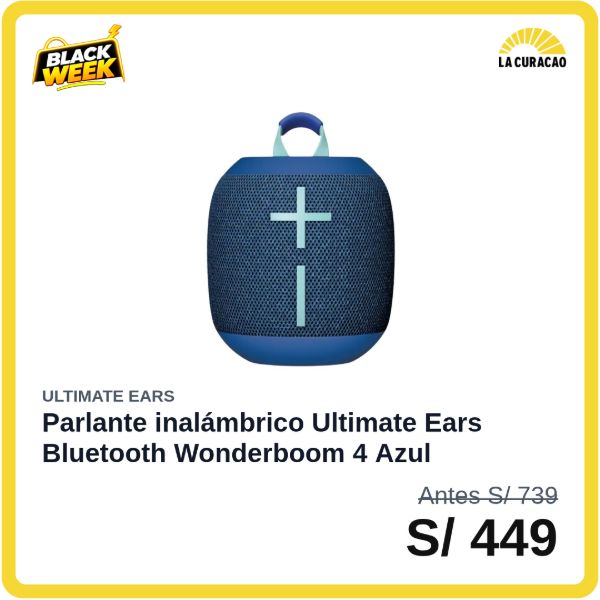 BLACK
WEEK
LA CURACAO
ULTIMATE EARS
Parlante inalámbrico Ultimate Ears
Bluetooth Wonderboom 4 Azul
Antes S/ 739
S/ 449